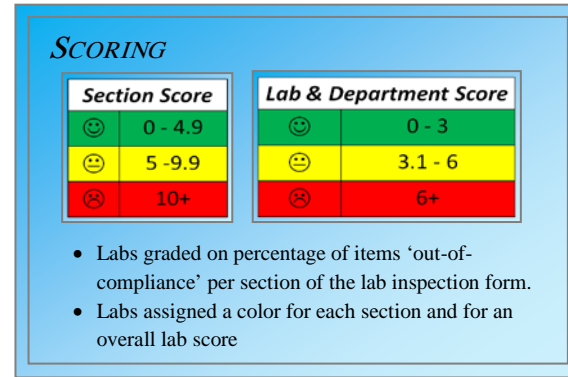 SCORING
Section Score
0 - 4.9
5 -9.9
10+
Lab & Department Score
0 - 3
3.1 - 6
6+
• Labs graded on percentage of items ‘out-of-
compliance’ per section of the lab inspection form.
• Labs assigned a color for each section and for an
overall lab score